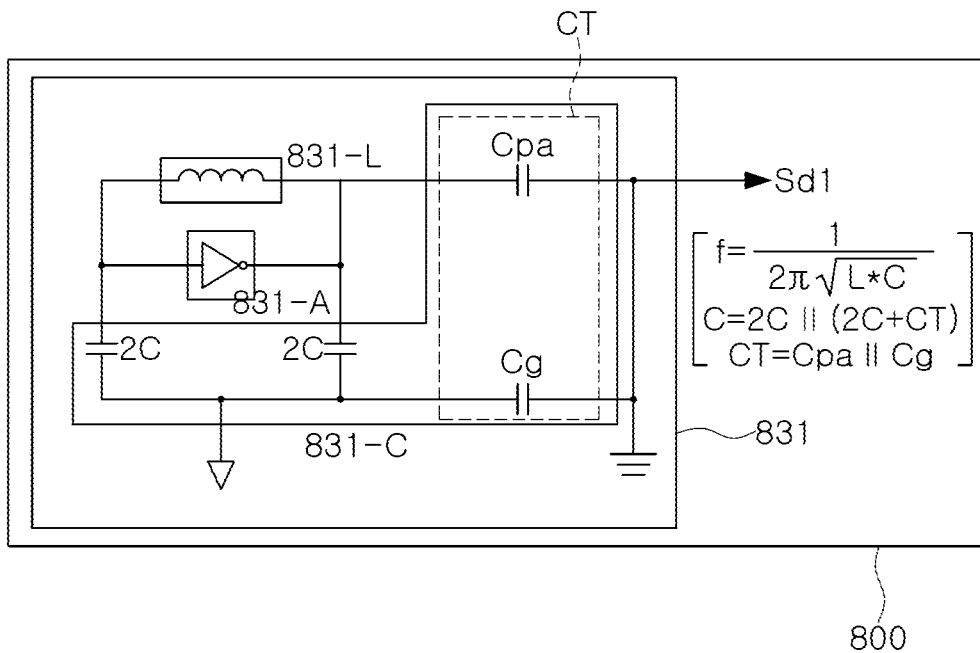 CT
Cpa
831-L
Sd1
f=1/2π√L*C
831-A
C=2C || (2C+CT)
2C
2C
Cg
CT=Cpa || Cg
831-C
831
800